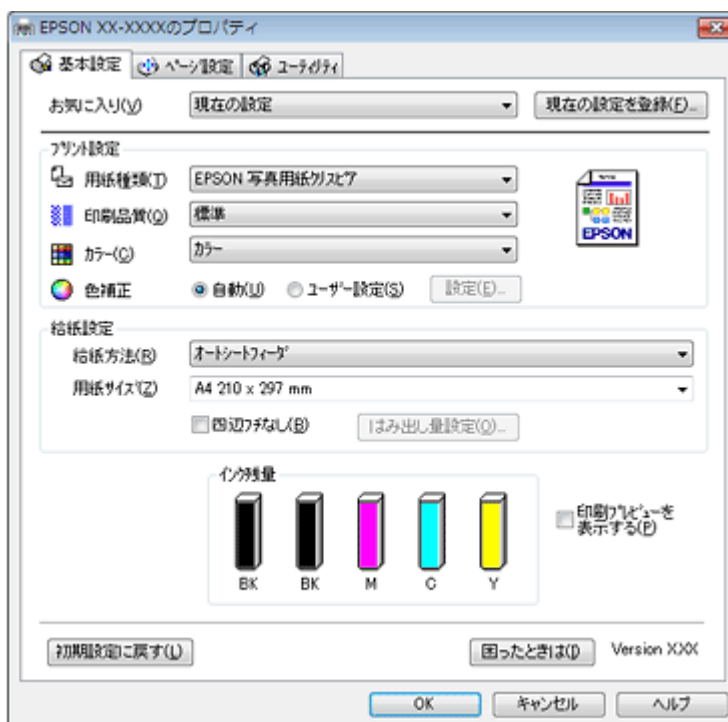 EPSON XX-XXXXのプロパティ
基本設定 ページ設定 ユーティリティ
お気に入り(V) 現在の設定 現在の設定を登録(F)...
プリント設定
用紙種類(T) EPSON 写真用紙クリスピア
印刷品質(Q) 標準
EPSON
カラー(C) カラー
色補正 自動(U) ユーザー設定(S) 設定(E)...
給紙設定
給紙方法(R) オートシートフィーダ
用紙サイズ(Z) A4 210 x 297 mm
四辺フチなし(B) はみ出し量設定(O)...
インク残量
印刷プレビューを
表示する(P)
BK BK M C Y
初期設定に戻す(L) 困ったときは(I) Version X.XX
OK キャンセル ヘルプ